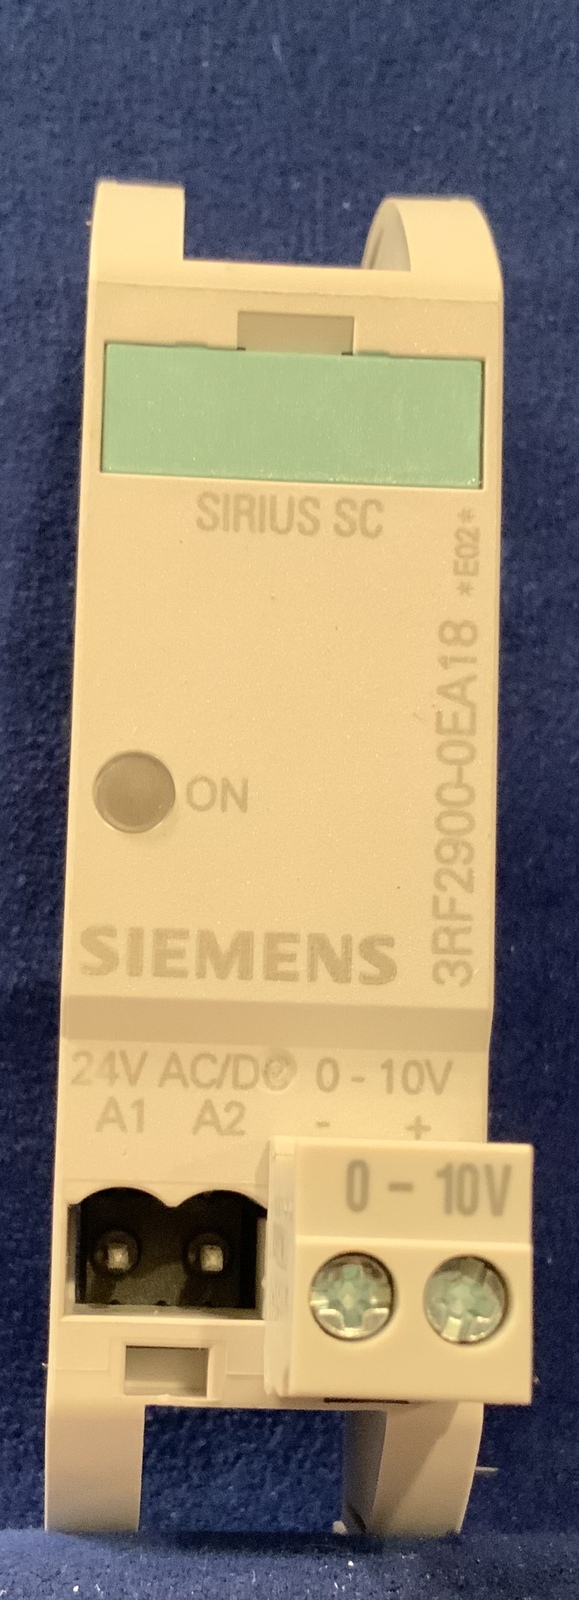 SIRIUS SC
3RF2900-0EA18 *E02*
ON
SIEMENS
24V AC/DC 0 - 10V
A1 A2 - +
0 - 10V